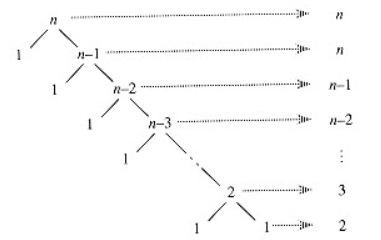 n n
1 n–1 n
1 n–2 n–1
1 n–3 n–2
1 ⋮
2 3
1 1 2